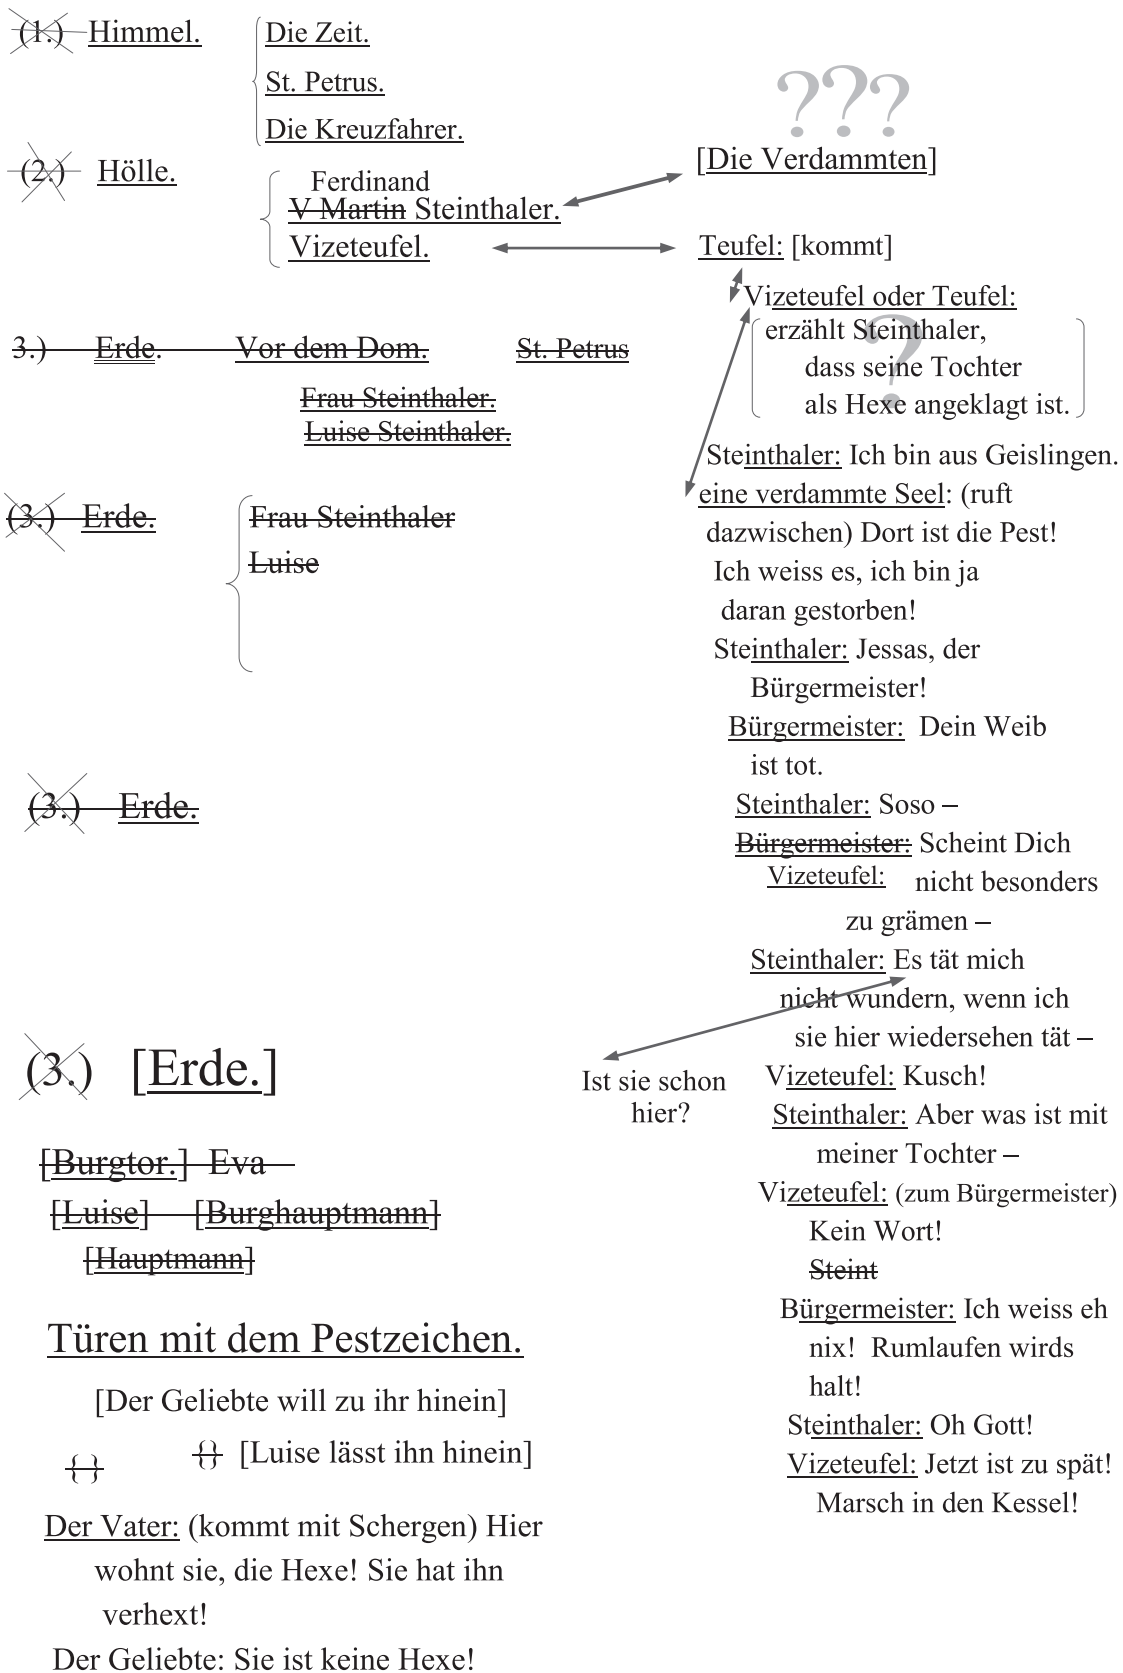 (1.) Himmel.
Die Zeit.
St. Petrus.
Die Kreuzfahrer.
(2.) Hölle.
Ferdinand
V Martin Steinthaler.
Vizeteufel.
3.) Erde. Vor dem Dom. St. Petrus
Frau Steinthaler.
Luise Steinthaler.
(3.) Erde.
Frau Steinthaler
Luise
(3.) Erde.
(3.) [Erde.]
[Burgtor.] Eva
[Luise] [Burghauptmann]
[Hauptmann]
Türen mit dem Pestzeichen.
[Der Geliebte will zu ihr hinein]
{} {} [Luise lässt ihn hinein]
Der Vater: (kommt mit Schergen) Hier
wohnt sie, die Hexe! Sie hat ihn
verhext!
Der Geliebte: Sie ist keine Hexe!
???
[Die Verdammten]
Teufel: [kommt]
Vizeteufel oder Teufel:
erzählt Steinthaler,
dass seine Tochter
als Hexe angeklagt ist.
?
Steinthaler: Ich bin aus Geislingen.
eine verdammte Seel: (ruft
dazwischen) Dort ist die Pest!
Ich weiss es, ich bin ja
daran gestorben!
Steinthaler: Jessas, der
Bürgermeister!
Bürgermeister: Dein Weib
ist tot.
Steinthaler: Soso –
Bürgermeister: Scheint Dich
Vizeteufel: nicht besonders
zu grämen –
Steinthaler: Es tät mich
nicht wundern, wenn ich
sie hier wiedersehen tät –
Ist sie schon
hier?
Vizeteufel: Kusch!
Steinthaler: Aber was ist mit
meiner Tochter –
Vizeteufel: (zum Bürgermeister)
Kein Wort!
Steint
Bürgermeister: Ich weiss eh
nix! Rumlaufen wirds
halt!
Steinthaler: Oh Gott!
Vizeteufel: Jetzt ist zu spät!
Marsch in den Kessel!